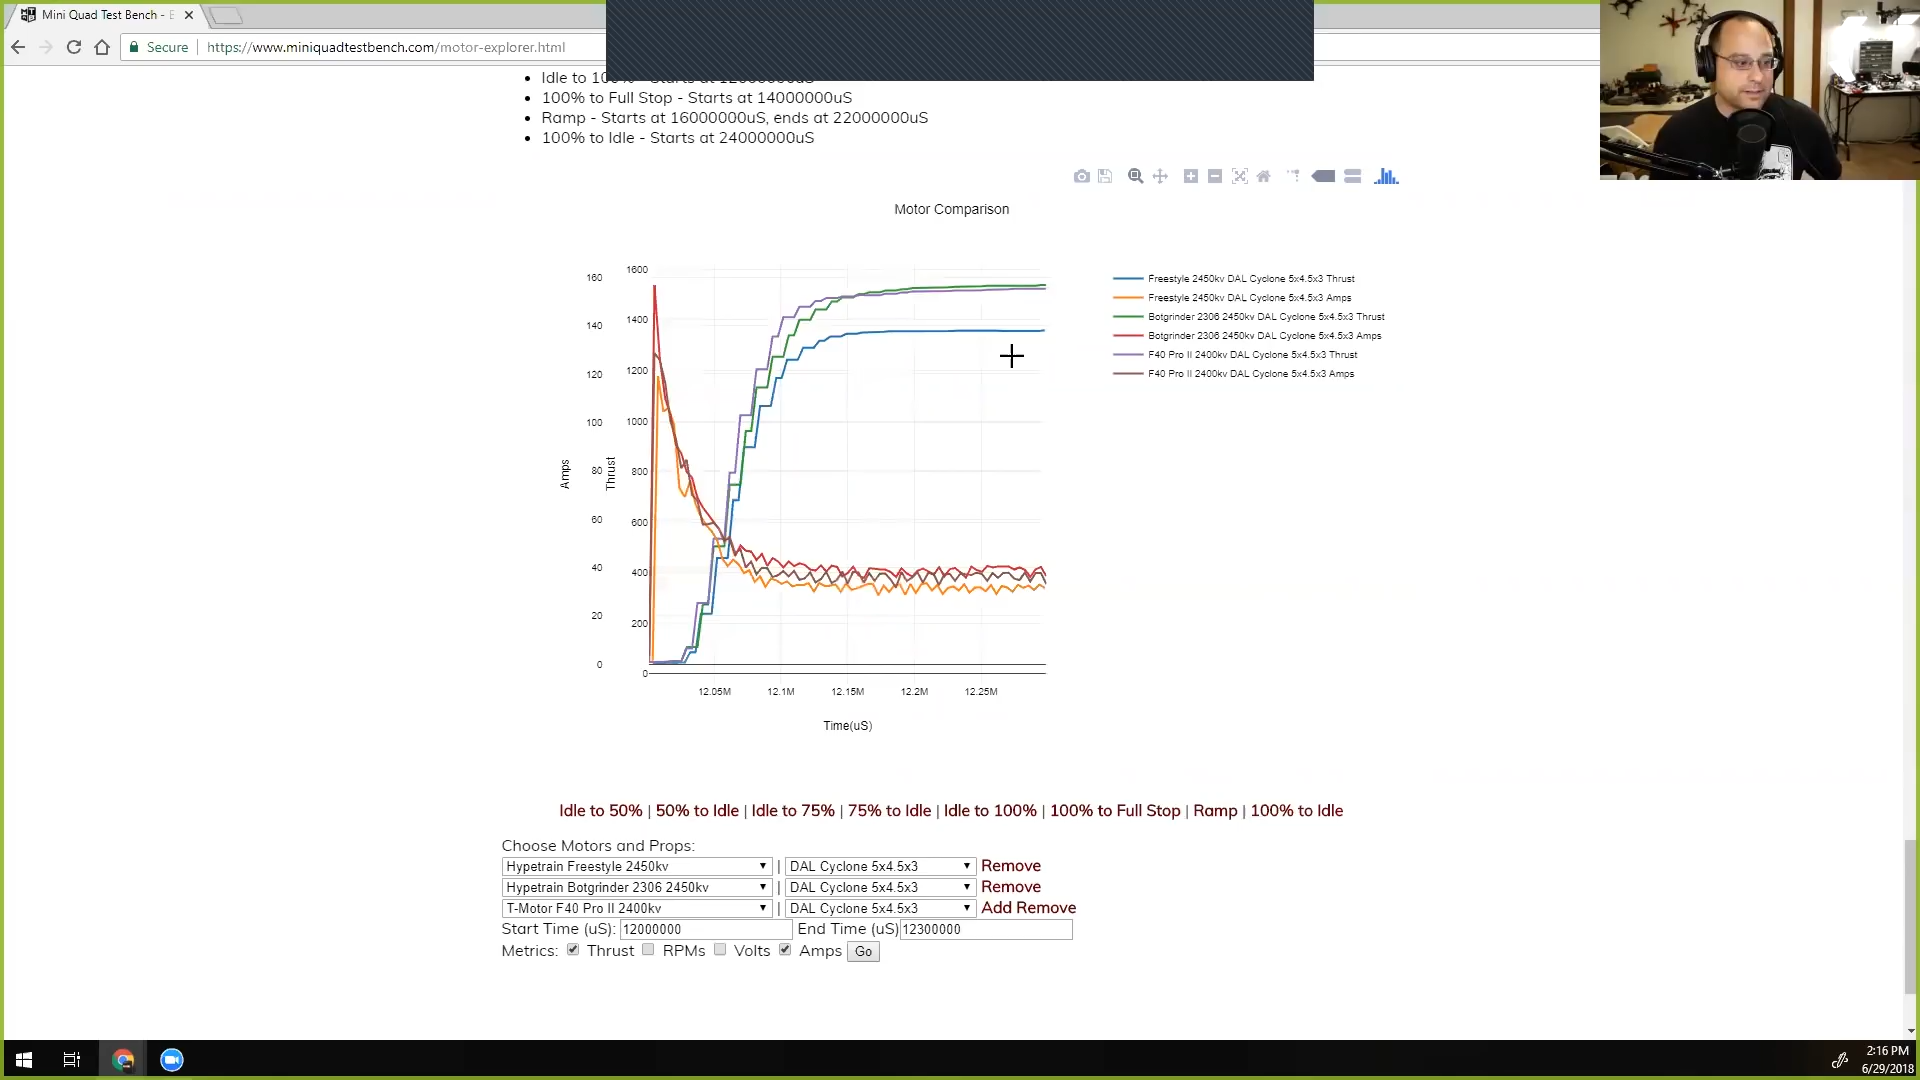 Mini Quad Test Bench - E
Secure
https://www.miniquadtestbench.com/motor-explorer.html
100% to Full Stop - Starts at 14000000uS
Ramp - Starts at 16000000uS, ends at 22000000uS
100% to Idle - Starts at 24000000uS
Motor Comparison
160
140
120
100
80
60
40
20
0
Amps
1600
1400
1200
1000
800
600
400
200
0
Thrust
12.05M 12.1M 12.15M 12.2M 12.25M
Time(uS)
Freestyle 2450kv DAL Cyclone 5x4.5x3 Thrust
Freestyle 2450kv DAL Cyclone 5x4.5x3 Amps
Botgrinder 2306 2450kv DAL Cyclone 5x4.5x3 Thrust
Botgrinder 2306 2450kv DAL Cyclone 5x4.5x3 Amps
F40 Pro II 2400kv DAL Cyclone 5x4.5x3 Thrust
F40 Pro II 2400kv DAL Cyclone 5x4.5x3 Amps
Idle to 50% | 50% to Idle | Idle to 75% | 75% to Idle | Idle to 100% | 100% to Full Stop | Ramp | 100% to Idle
Choose Motors and Props:
Hypetrain Freestyle 2450kv | DAL Cyclone 5x4.5x3 Remove
Hypetrain Botgrinder 2306 2450kv | DAL Cyclone 5x4.5x3 Remove
T-Motor F40 Pro II 2400kv | DAL Cyclone 5x4.5x3 Add Remove
Start Time (uS): 12000000 End Time (uS) 12300000
Metrics: Thrust RPMs Volts Amps Go
2:16 PM
6/29/2018